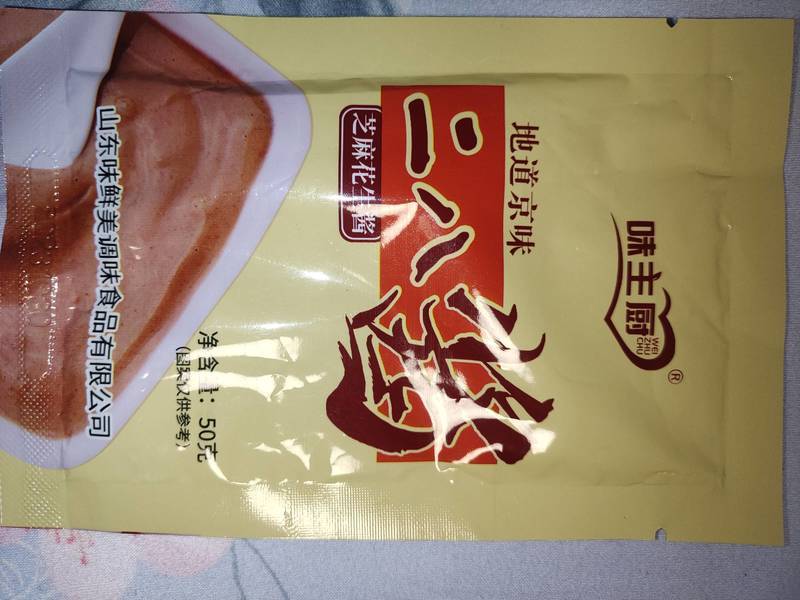 味主厨
WEI
ZHU
CHU
®
地道京味
二八酱
芝麻花生酱
净含量：50克
(图案仅供参考)
山东味鲜美调味食品有限公司